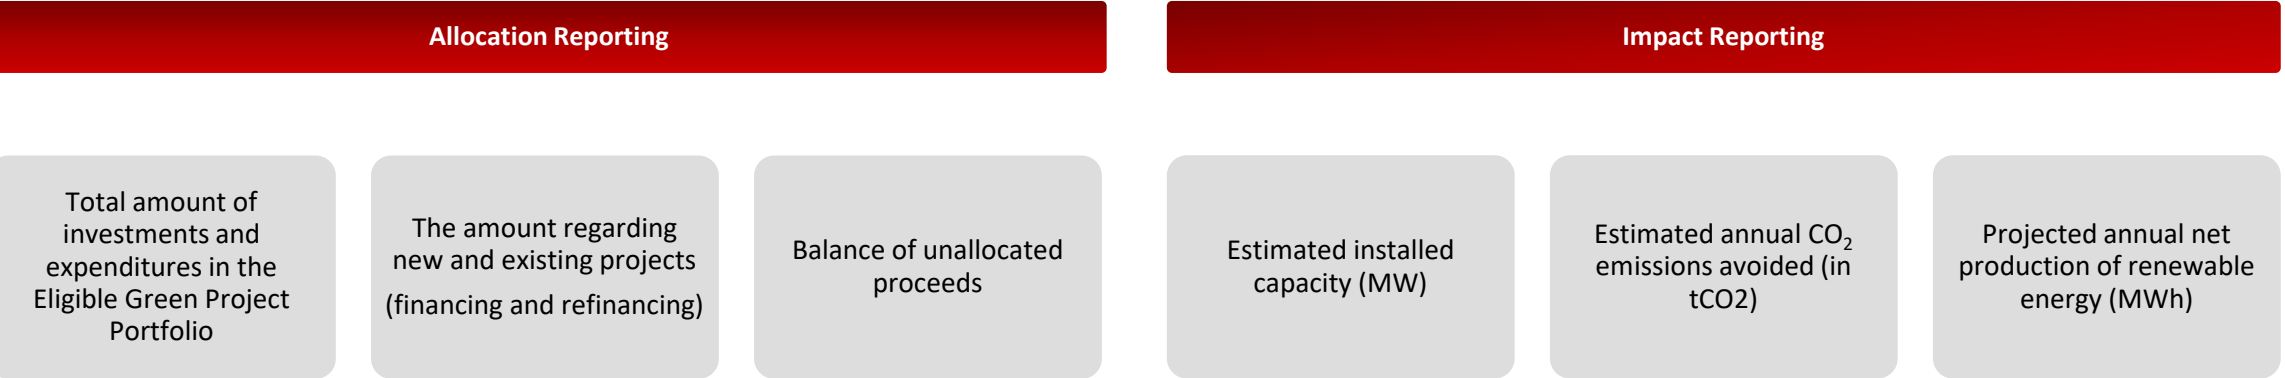 Allocation Reporting
Impact Reporting
Total amount of
investments and
expenditures in the
Eligible Green Project
Portfolio
The amount regarding
new and existing projects
(financing and refinancing)
Balance of unallocated
proceeds
Estimated installed
capacity (MW)
Estimated annual CO₂
emissions avoided (in
tCO2)
Projected annual net
production of renewable
energy (MWh)